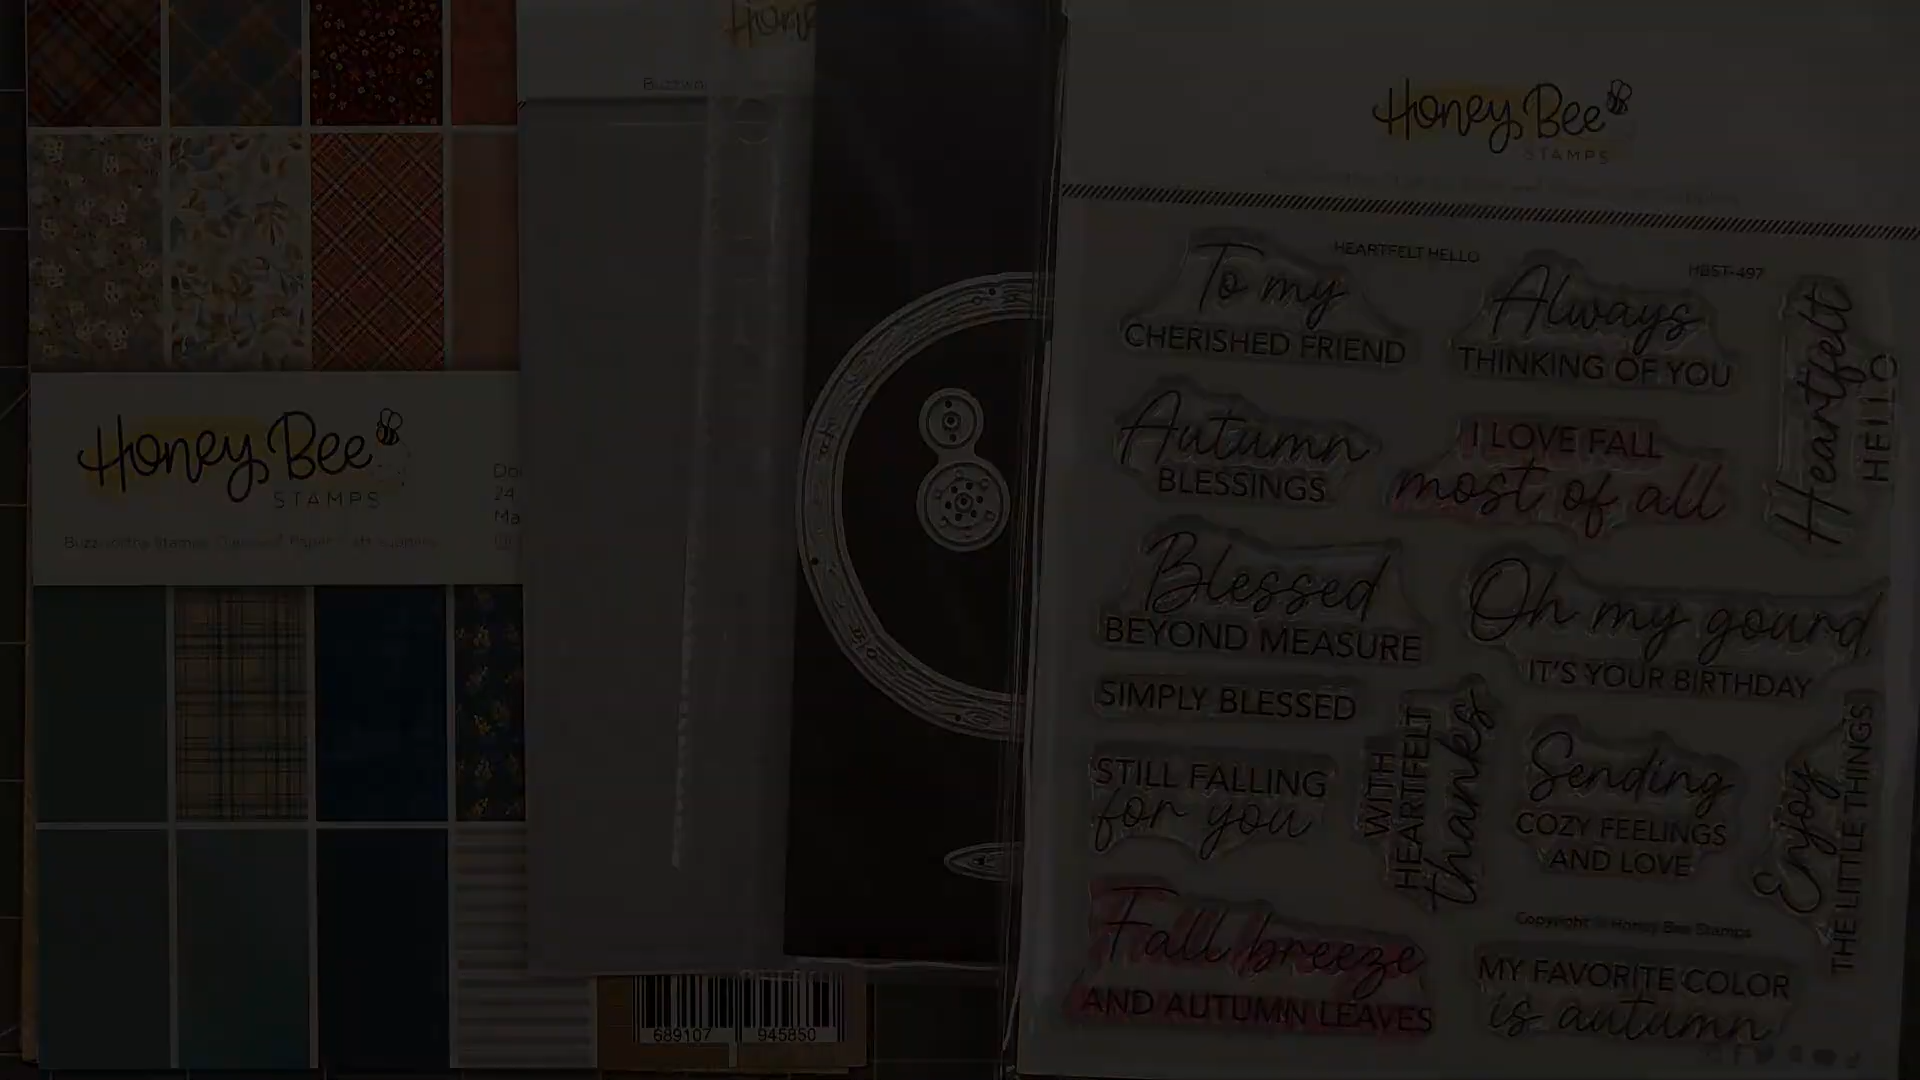 Honey Bee
STAMPS
24
689107 945850
Honey Bee
STAMPS
HEARTFELT HELLO
HBST-497
To my
CHERISHED FRIEND
Always
THINKING OF YOU
Heartfelt
HELLO
Autumn
BLESSINGS
I LOVE FALL
most of all
Blessed
BEYOND MEASURE
Oh my gourd,
IT'S YOUR BIRTHDAY
SIMPLY BLESSED
STILL FALLING
for you
WITH
HEARTFELT
thanks
Sending
COZY FEELINGS
AND LOVE
Enjoy
THE LITTLE THINGS
Fall breeze
AND AUTUMN LEAVES
Copyright © Honey Bee Stamps
MY FAVORITE COLOR
is autumn